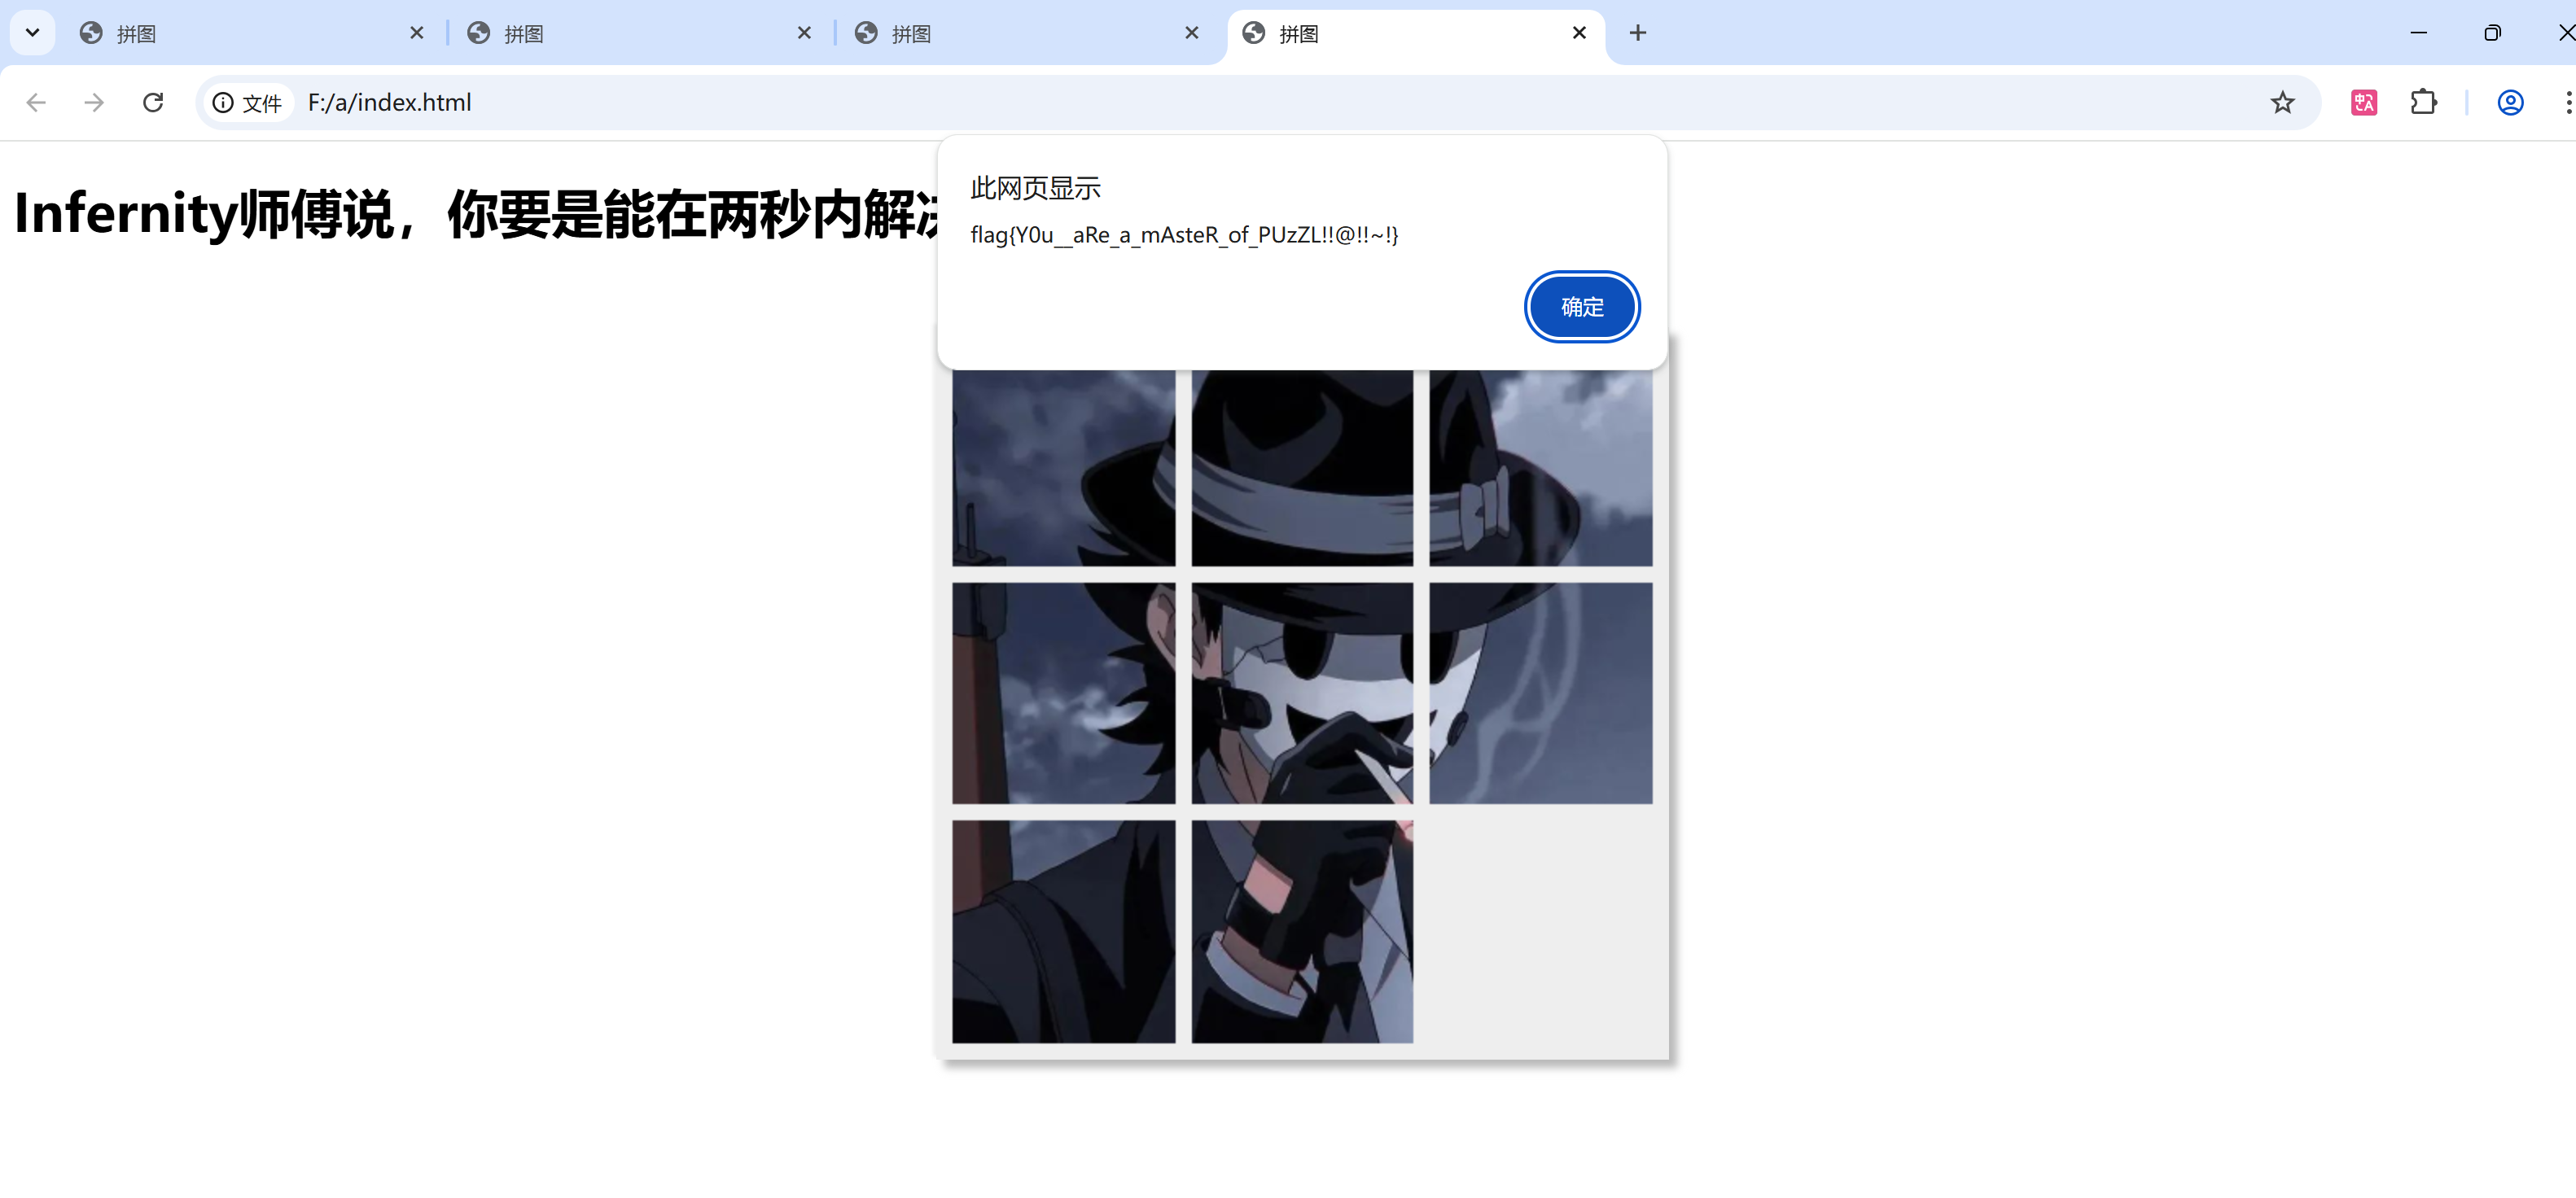 拼图
拼图
拼图
拼图
文件 F:/a/index.html
此网页显示
flag{Y0u__aRe_a_mAsteR_of_PUzZL!!@!!~!}
确定
Infernity师傅说，你要是能在两秒内解